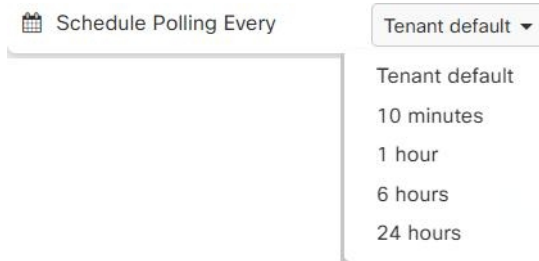 Schedule Polling Every
Tenant default
Tenant default
10 minutes
1 hour
6 hours
24 hours